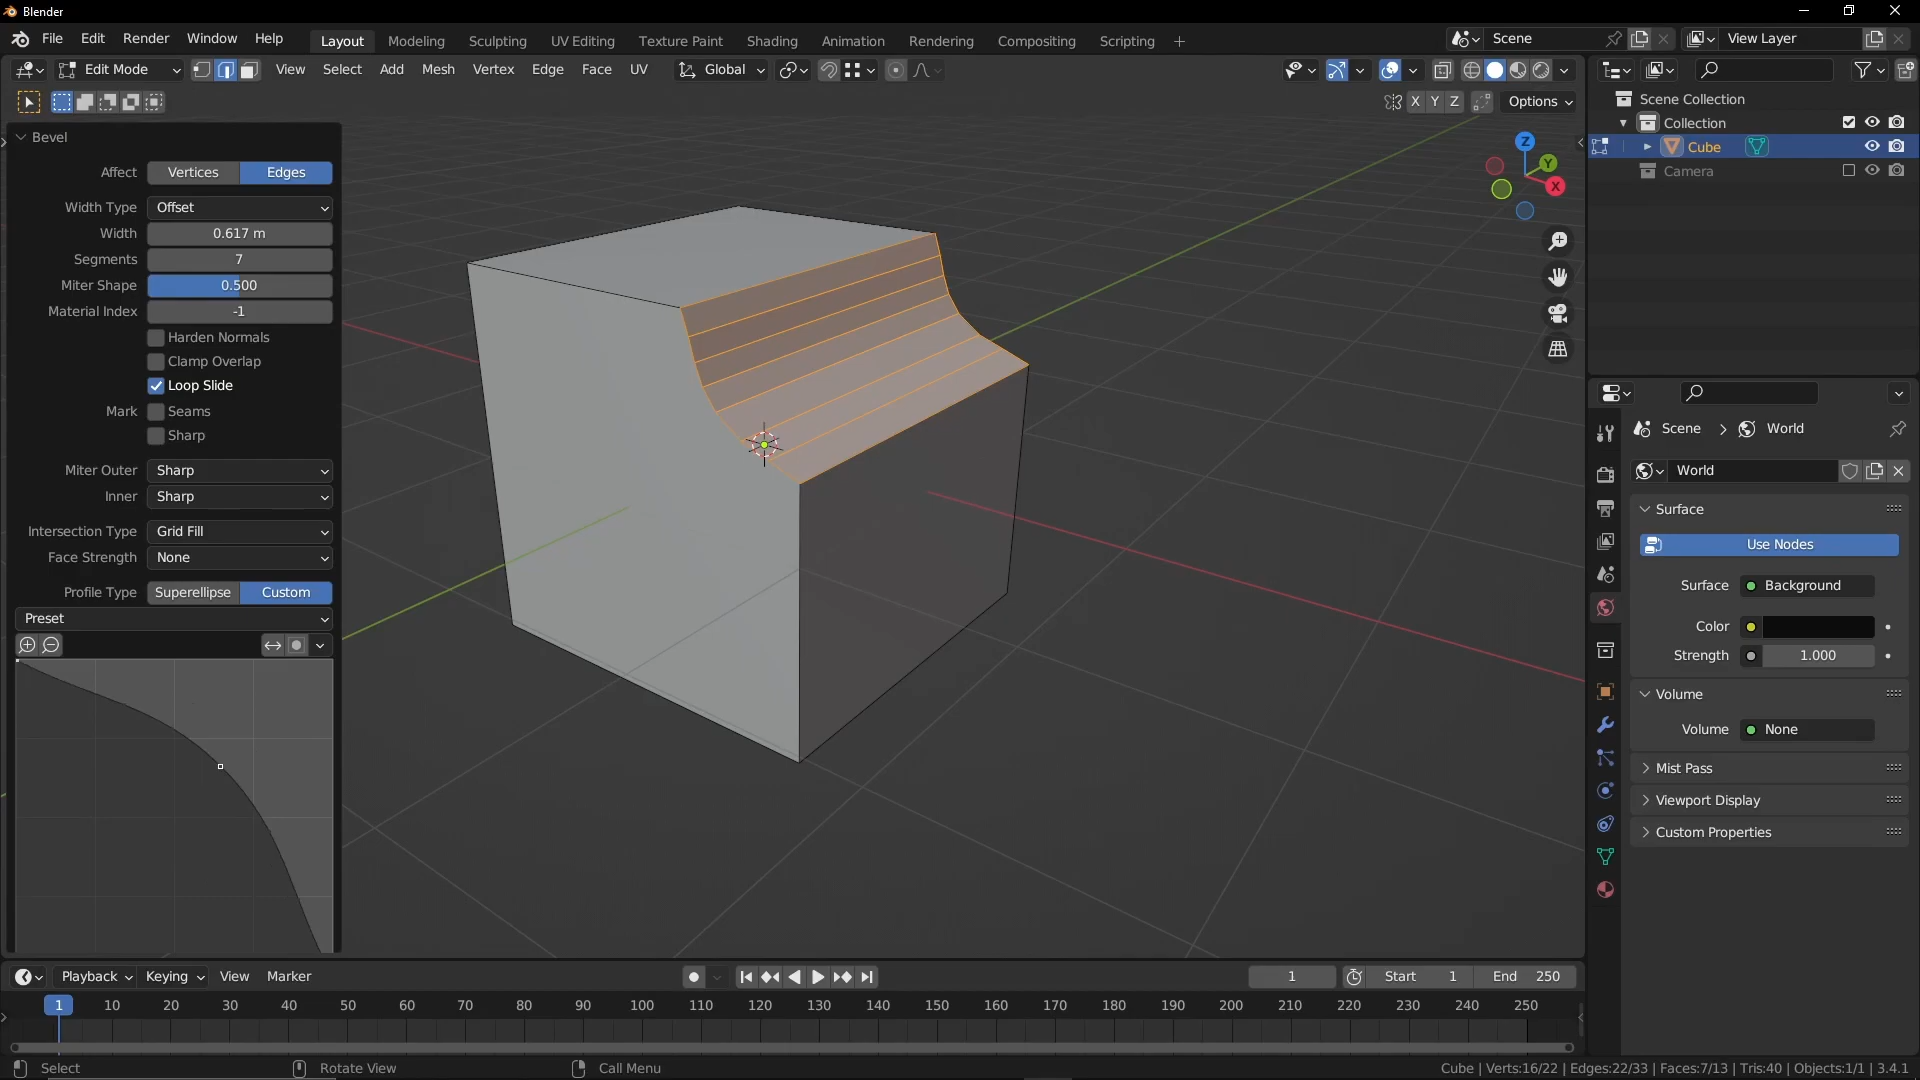 Blender
File Edit Render Window Help Layout Modeling Sculpting UV Editing Texture Paint Shading Animation Rendering Compositing Scripting + Scene View Layer
Edit Mode View Select Add Mesh Vertex Edge Face UV Global
X Y Z Options
Bevel
Affect Vertices Edges
Width Type Offset
Width 0.617 m
Segments 7
Miter Shape 0.500
Material Index -1
Harden Normals
Clamp Overlap
Loop Slide
Mark Seams
Sharp
Miter Outer Sharp
Inner Sharp
Intersection Type Grid Fill
Face Strength None
Profile Type Superellipse Custom
Preset
Z
Y
X
Scene Collection
Collection
Cube
Camera
Scene > World
World
Surface
Use Nodes
Surface Background
Color
Strength 1.000
Volume
Volume None
Mist Pass
Viewport Display
Custom Properties
Playback Keying View Marker 1 Start 1 End 250
1 10 20 30 40 50 60 70 80 90 100 110 120 130 140 150 160 170 180 190 200 210 220 230 240 250
Select Rotate View Call Menu Cube | Verts:16/22 | Edges:22/33 | Faces:7/13 | Tris:40 | Objects:1/1 | 3.4.1